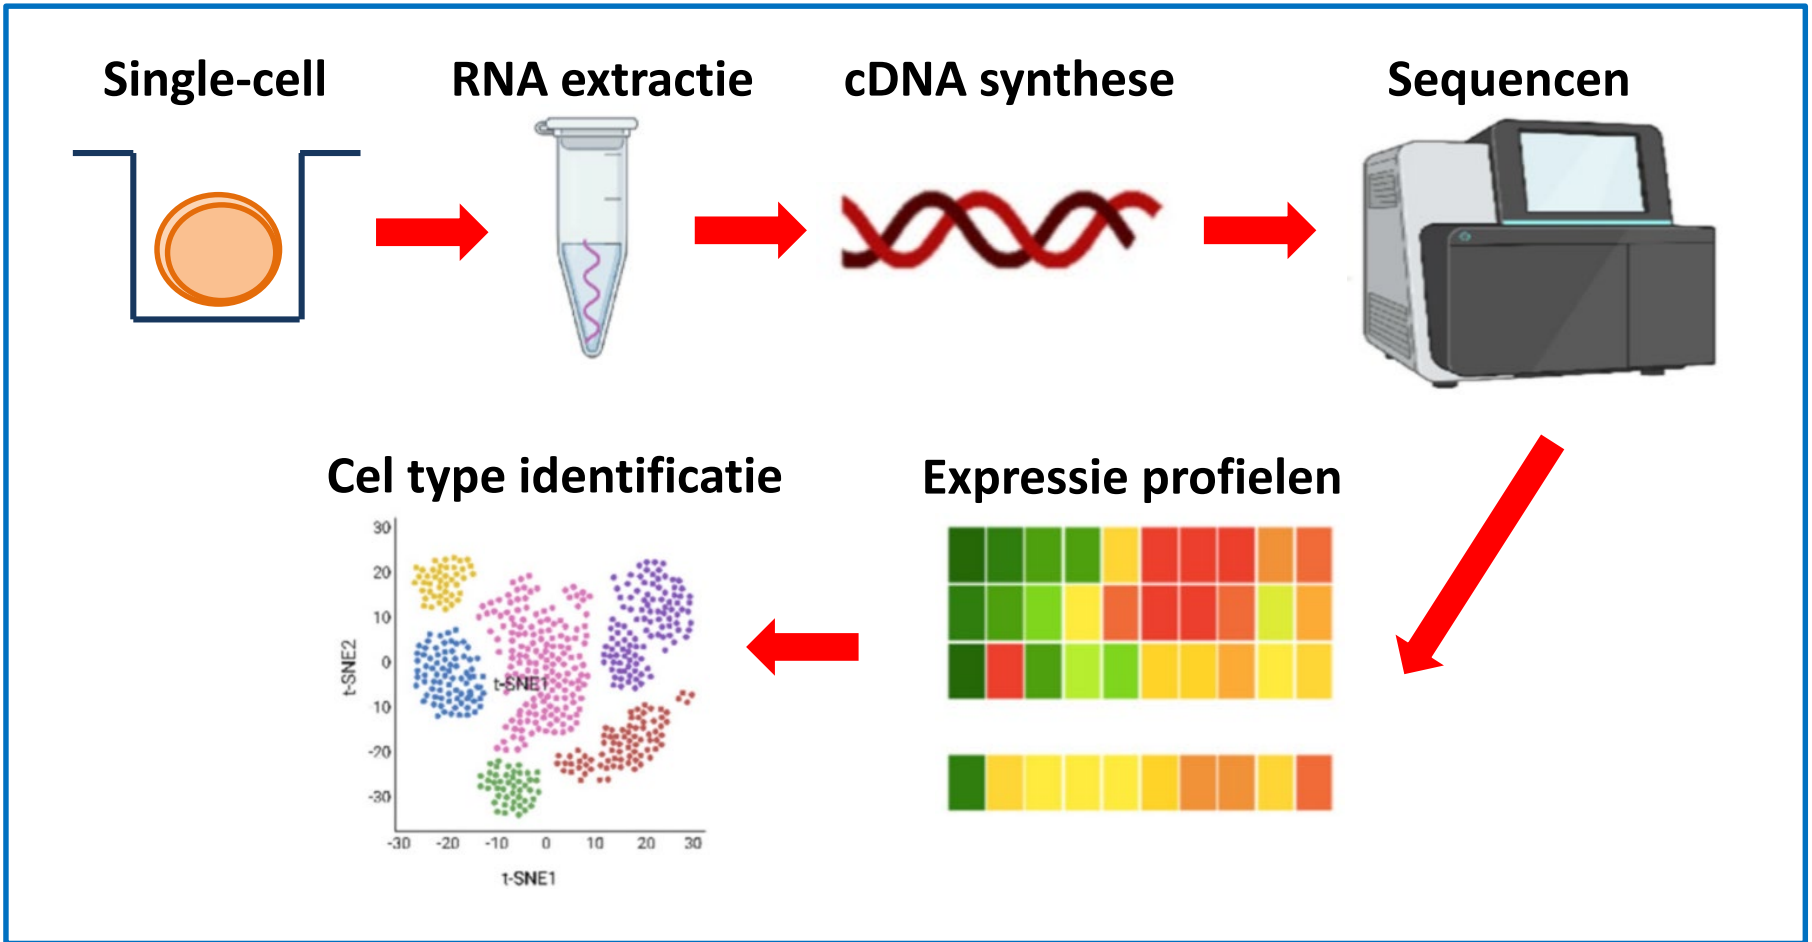 Single-cell
RNA extractie
cDNA synthese
Sequencen
Cel type identificatie
Expressie profielen
30
20
10
0
-10
-20
-30
t-SNE2
t-SNE1
-30 -20 -10 0 10 20 30
t-SNE1